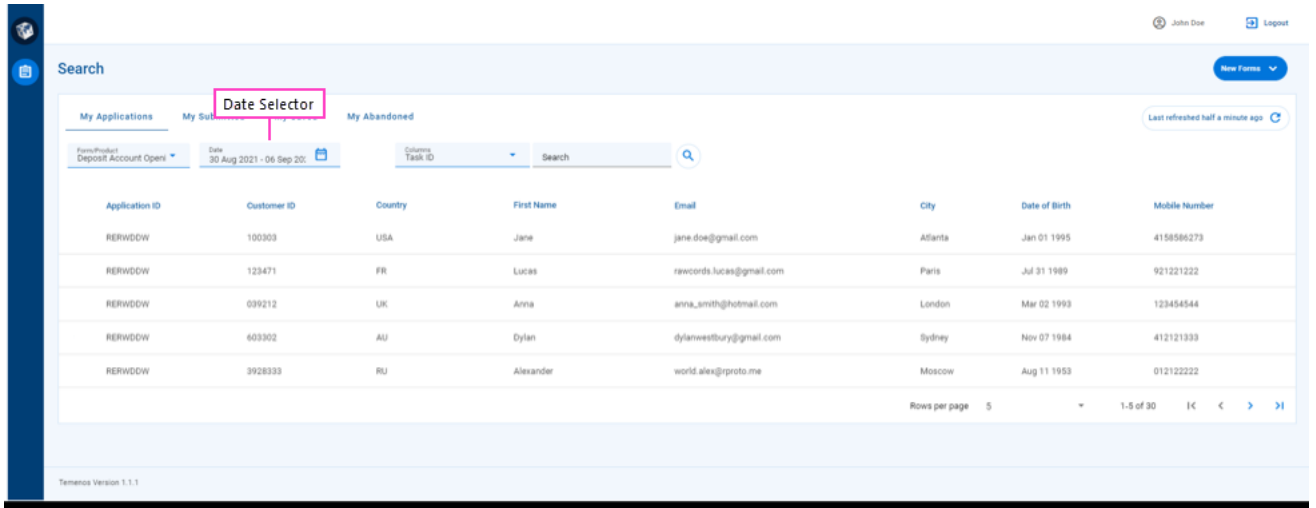 John Doe Logout
Search New Forms
Date Selector
My Applications My Sub My Abandoned Last refreshed half a minute ago
Form/Product Date Columns
Deposit Account Openi 30 Aug 2021 - 06 Sep 20 Task ID Search
Application ID Customer ID Country First Name Email City Date of Birth Mobile Number
RERWDDW 100303 USA Jane jane.doe@gmail.com Atlanta Jan 01 1995 4158586273
RERWDDW 123471 FR Lucas rawcords.lucas@gmail.com Paris Jul 31 1989 921221222
RERWDDW 039212 UK Anna anna_smith@hotmail.com London Mar 02 1993 123454544
RERWDDW 603302 AU Dylan dylanwestbury@gmail.com Sydney Nov 07 1984 412121333
RERWDDW 3928333 RU Alexander world.alex@rproto.me Moscow Aug 11 1953 012122222
Rows per page 5 1-5 of 30
Temenos Version 1.1.1